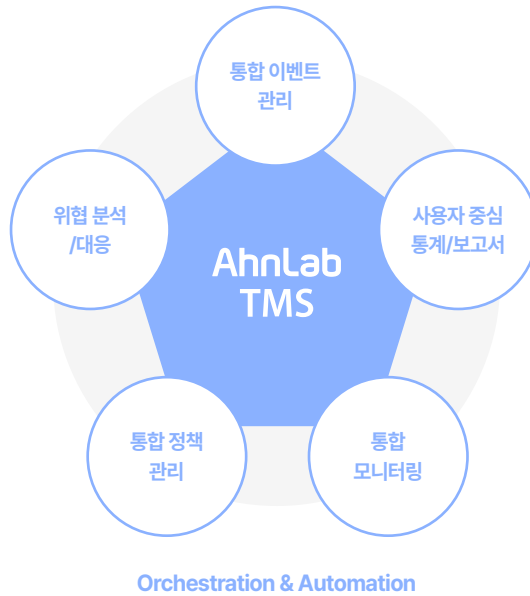 통합 이벤트
관리
위협 분석
/대응
사용자 중심
통계/보고서
AhnLab
TMS
통합 정책
관리
통합
모니터링
Orchestration & Automation